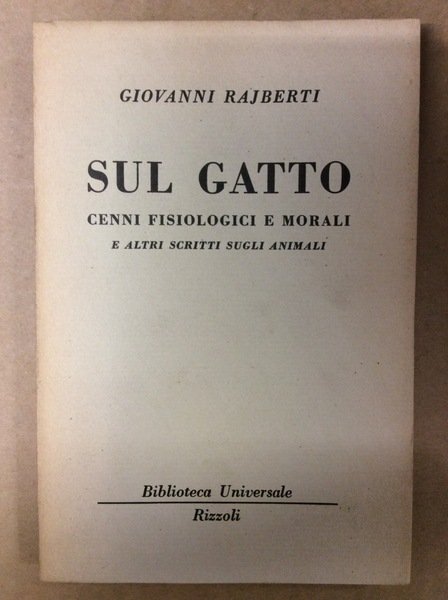 GIOVANNI RAJBERTI
SUL GATTO
CENNI FISIOLOGICI E MORALI
E ALTRI SCRITTI SUGLI ANIMALI
Biblioteca Universale
Rizzoli